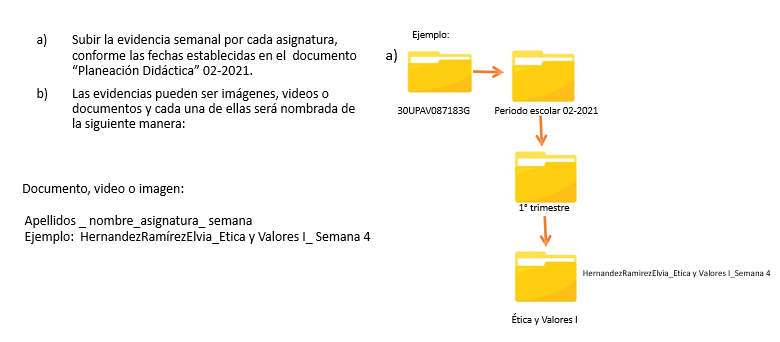 a) Subir la evidencia semanal por cada asignatura,
conforme las fechas establecidas en el documento
“Planeación Didáctica” 02-2021.
b) Las evidencias pueden ser imágenes, videos o
documentos y cada una de ellas será nombrada de
la siguiente manera:
Documento, video o imagen:
Apellidos _ nombre_asignatura_ semana
Ejemplo: HernandezRamírezElvia_Etica y Valores I_ Semana 4
Ejemplo:
a)
30UPAV087183G
Periodo escolar 02-2021
1° trimestre
HernandezRamirezElvia_Etica y Valores I_Semana 4
Ética y Valores I